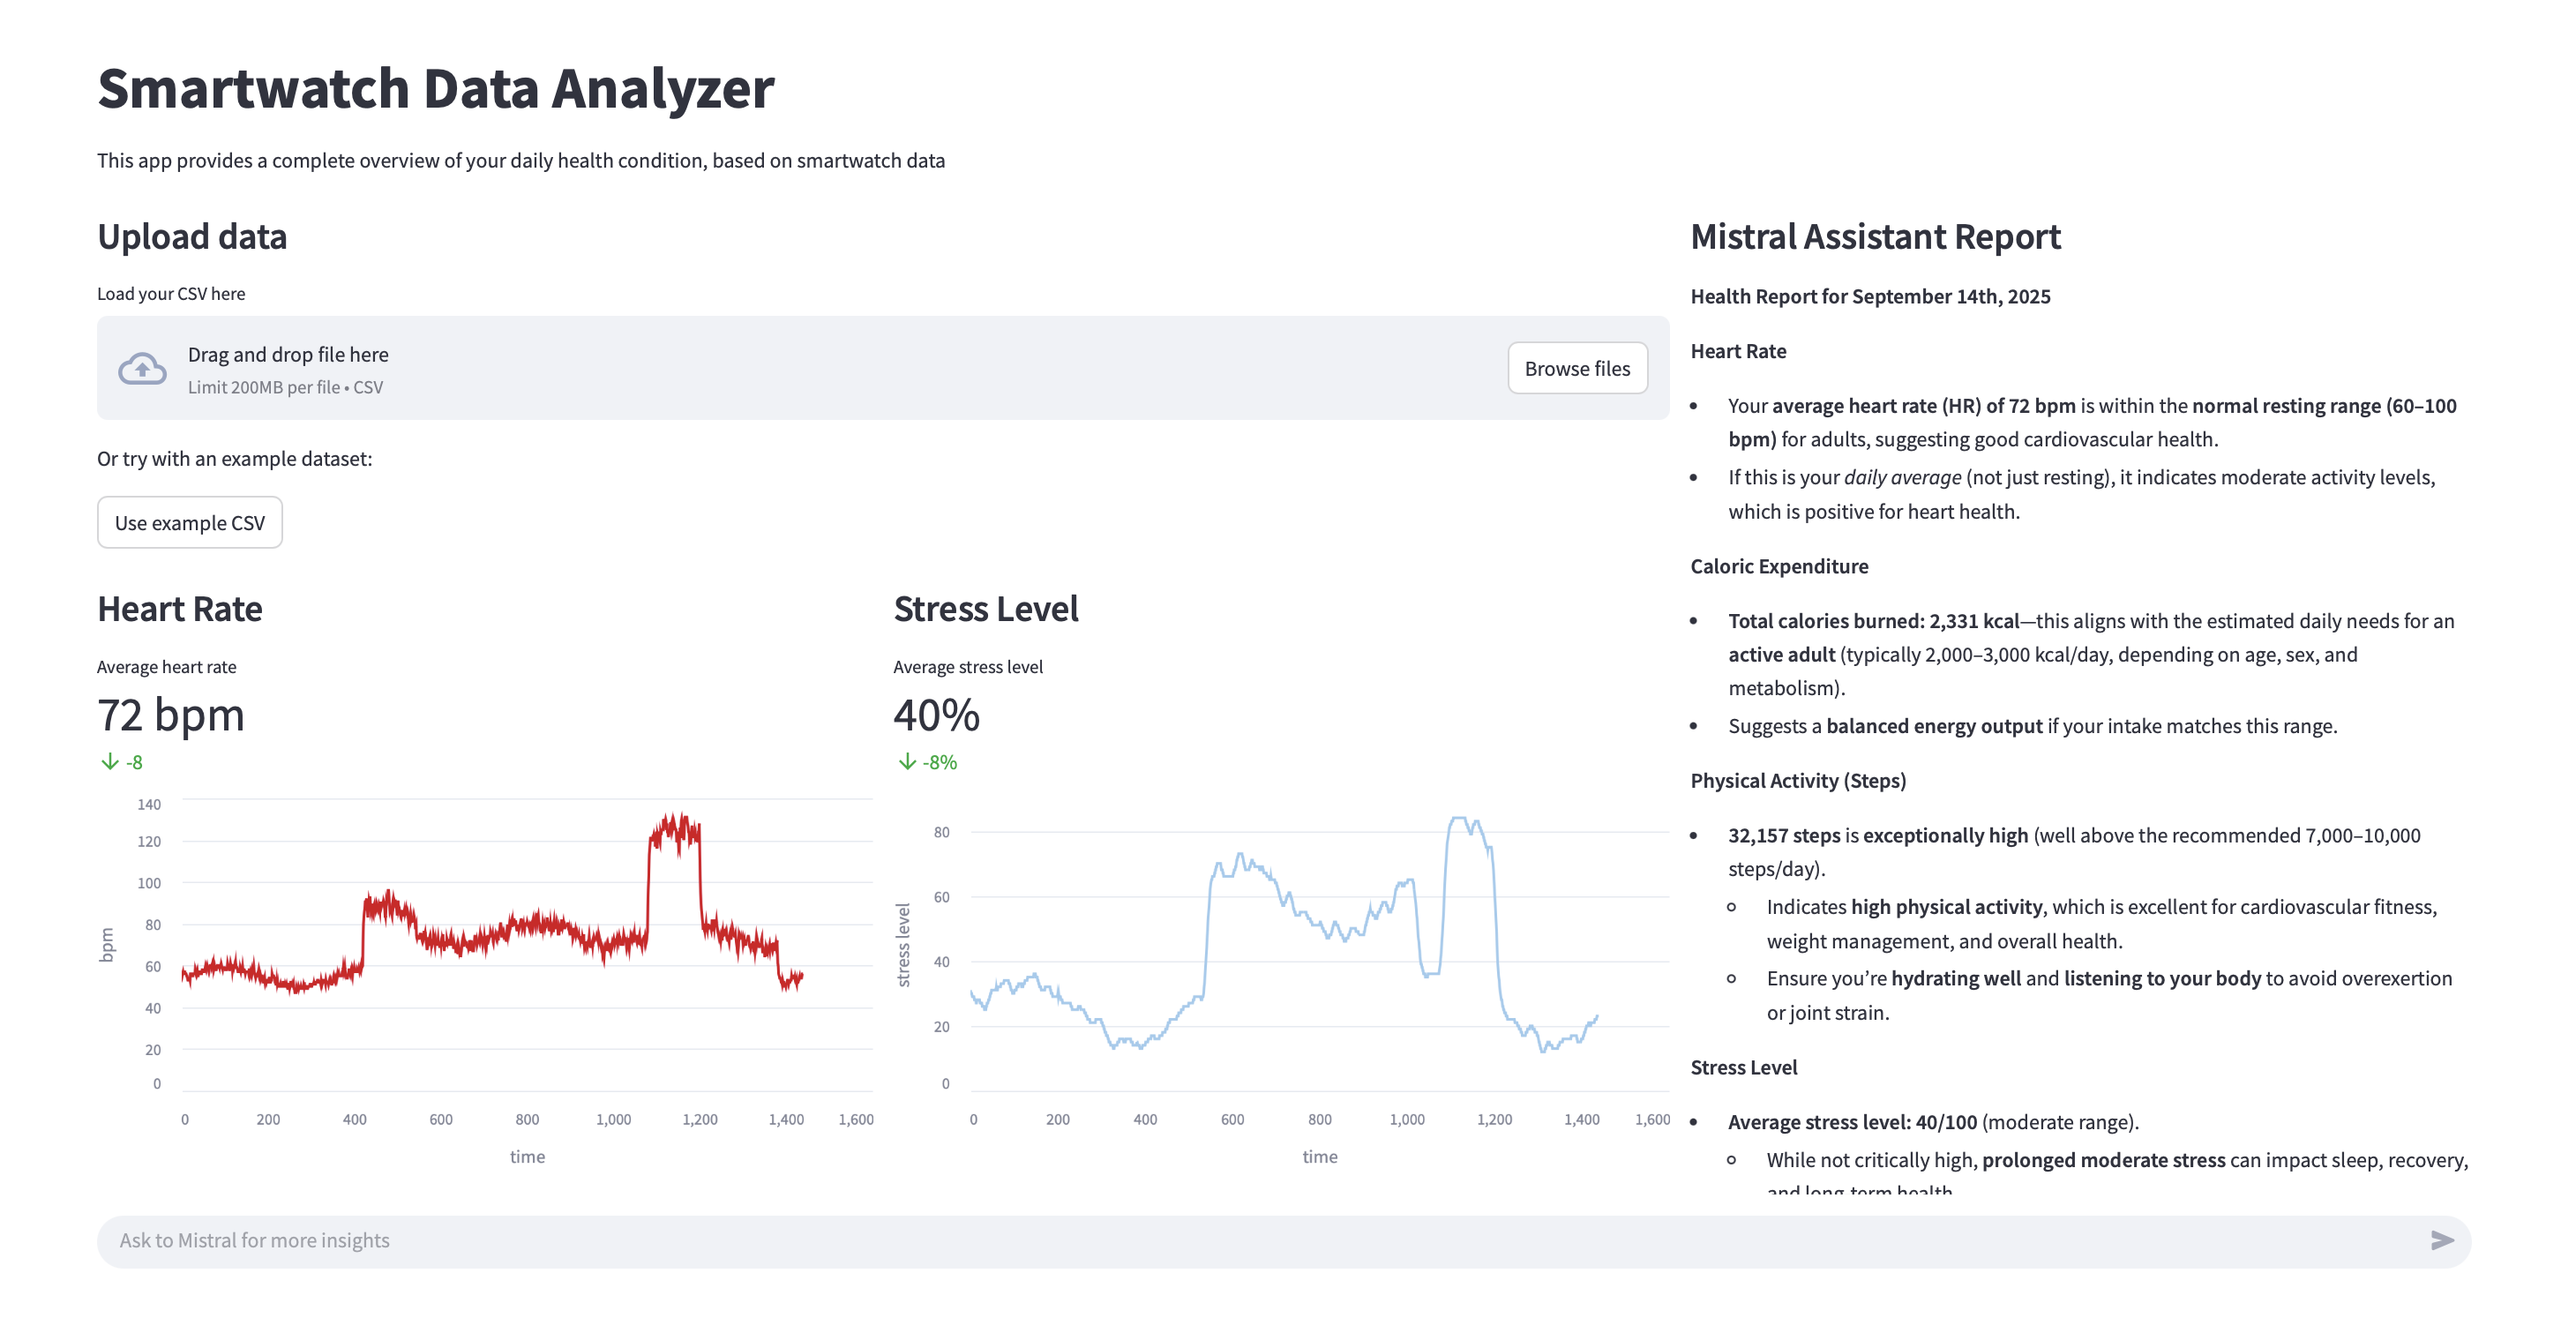 Smartwatch Data Analyzer
This app provides a complete overview of your daily health condition, based on smartwatch data
Upload data
Load your CSV here
Drag and drop file here
Limit 200MB per file • CSV
Browse files
Or try with an example dataset:
Use example CSV
Heart Rate
Average heart rate
72 bpm
-8
140
120
100
80
60
40
20
0
bpm
0 200 400 600 800 1,000 1,200 1,400 1,600
time
Stress Level
Average stress level
40%
-8%
80
60
40
20
0
stress level
0 200 400 600 800 1,000 1,200 1,400 1,600
time
Mistral Assistant Report
Health Report for September 14th, 2025
Heart Rate
• Your average heart rate (HR) of 72 bpm is within the normal resting range (60–100
bpm) for adults, suggesting good cardiovascular health.
• If this is your daily average (not just resting), it indicates moderate activity levels,
which is positive for heart health.
Caloric Expenditure
• Total calories burned: 2,331 kcal—this aligns with the estimated daily needs for an
active adult (typically 2,000–3,000 kcal/day, depending on age, sex, and
metabolism).
• Suggests a balanced energy output if your intake matches this range.
Physical Activity (Steps)
• 32,157 steps is exceptionally high (well above the recommended 7,000–10,000
steps/day).
Indicates high physical activity, which is excellent for cardiovascular fitness,
weight management, and overall health.
Ensure you’re hydrating well and listening to your body to avoid overexertion
or joint strain.
Stress Level
• Average stress level: 40/100 (moderate range).
While not critically high, prolonged moderate stress can impact sleep, recovery,
and long-term health
Ask to Mistral for more insights